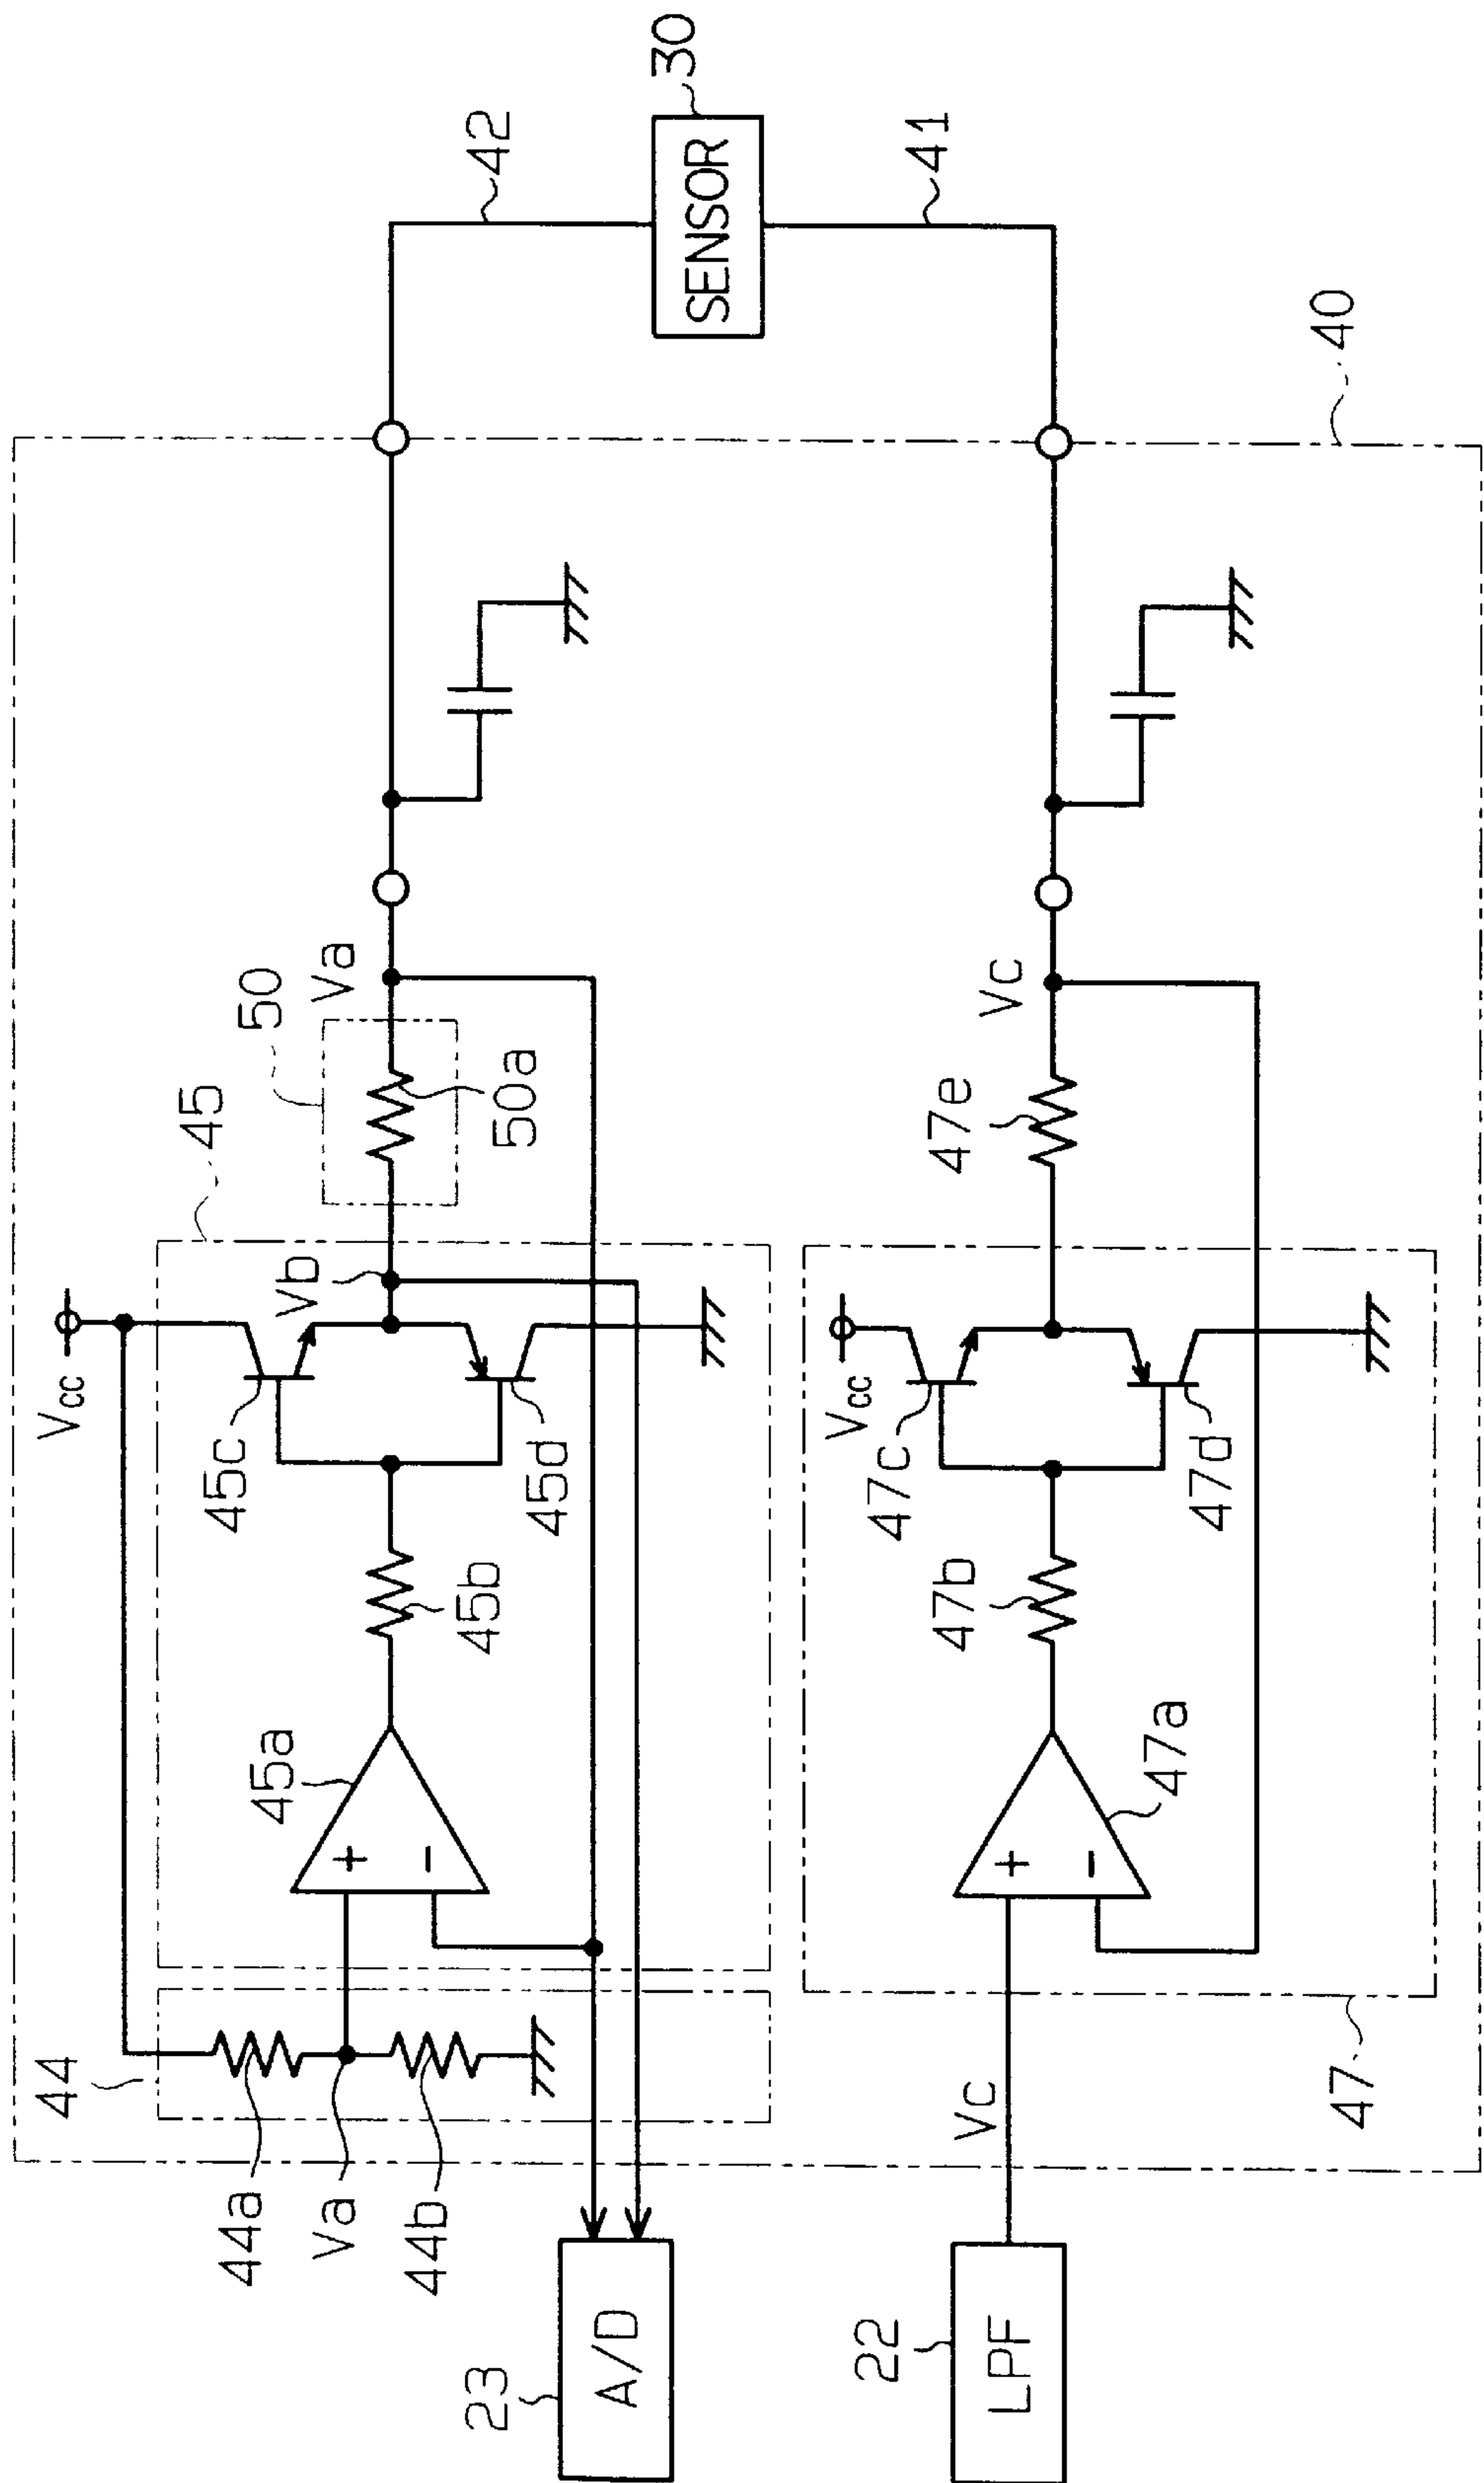 44
44a
Va
44b
23
A/D
22
LPF
Vc
47
Vcc
45a
+
-
45b
45c
45d
Vb
45
50
50a
Va
47a
+
-
47b
Vcc
47c
47d
47e
Vc
42
30
SENSOR
41
40